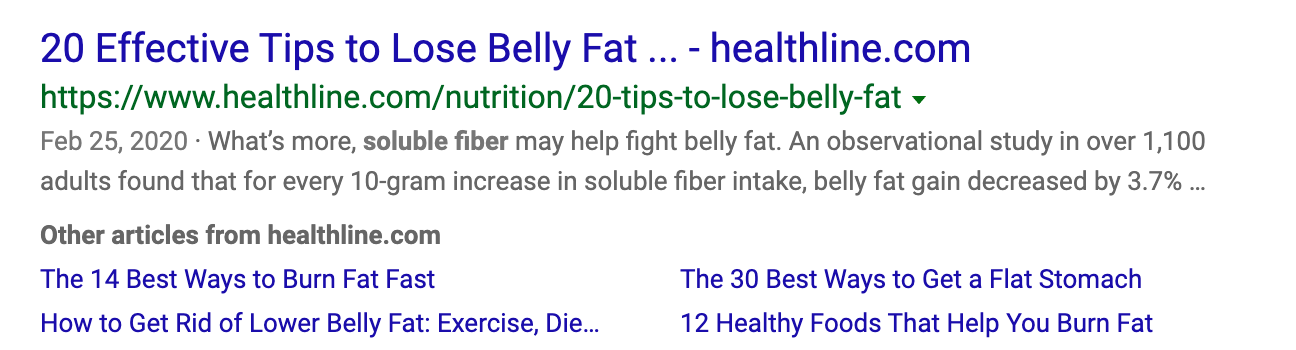 20 Effective Tips to Lose Belly Fat ... - healthline.com
https://www.healthline.com/nutrition/20-tips-to-lose-belly-fat
Feb 25, 2020 · What’s more, soluble fiber may help fight belly fat. An observational study in over 1,100
adults found that for every 10-gram increase in soluble fiber intake, belly fat gain decreased by 3.7% ...
Other articles from healthline.com
The 14 Best Ways to Burn Fat Fast
The 30 Best Ways to Get a Flat Stomach
How to Get Rid of Lower Belly Fat: Exercise, Die...
12 Healthy Foods That Help You Burn Fat